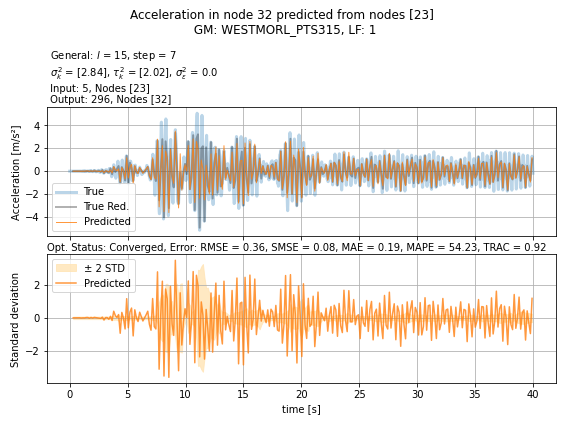 Acceleration in node 32 predicted from nodes [23]
GM: WESTMORL_PTS315, LF: 1
General: l = 15, step = 7
σ²ₖ = [2.84], τ²ₖ = [2.02], σ²ε = 0.0
Input: 5, Nodes [23]
Output: 296, Nodes [32]
Acceleration [m/s²]
4
2
0
−2
−4
True
True Red.
Predicted
Opt. Status: Converged, Error: RMSE = 0.36, SMSE = 0.08, MAE = 0.19, MAPE = 54.23, TRAC = 0.92
Standard deviation
2
0
−2
± 2 STD
Predicted
0 5 10 15 20 25 30 35 40
time [s]